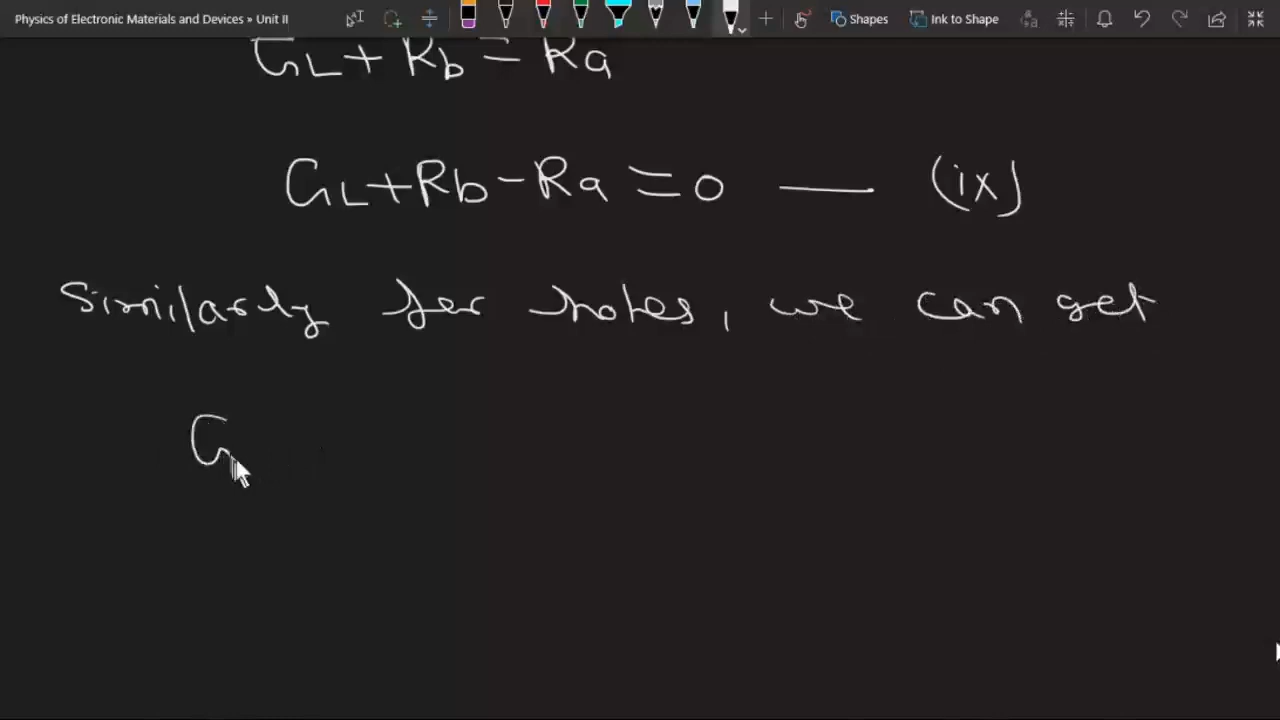 Physics of Electronic Materials and Devices » Unit II
Shapes
Ink to Shape
GL + Rb = Ra
GL + Rb - Ra = 0 — (ix)
Similarly for holes, we can get
G